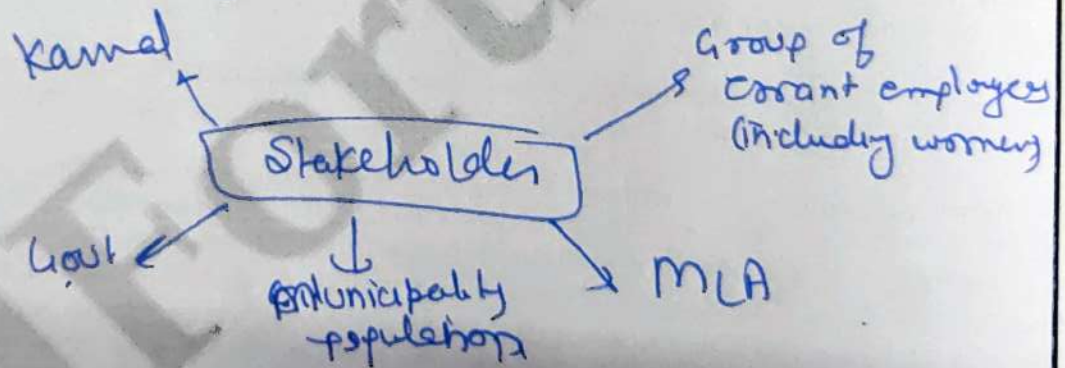 Kamal
Group of
errant employees
(including women)
Stakeholder
Govt
Municipality
population
MLA